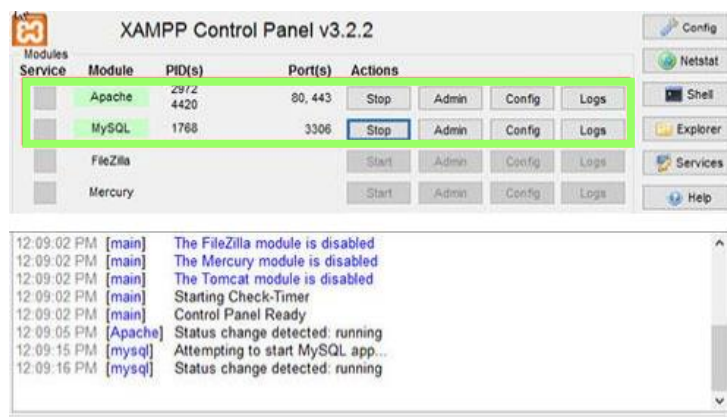 XAMPP Control Panel v3.2.2
Config
Modules
Service Module PID(s) Port(s) Actions
Netstat
Apache 2972 4420 80, 443 Stop Admin Config Logs
Shell
MySQL 1768 3306 Stop Admin Config Logs
Explorer
FileZilla Start Admin Config Logs
Services
Mercury Start Admin Config Logs
Help
12:09:02 PM [main] The FileZilla module is disabled
12:09:02 PM [main] The Mercury module is disabled
12:09:02 PM [main] The Tomcat module is disabled
12:09:02 PM [main] Starting Check-Timer
12:09:02 PM [main] Control Panel Ready
12:09:05 PM [Apache] Status change detected: running
12:09:15 PM [mysql] Attempting to start MySQL app...
12:09:16 PM [mysql] Status change detected: running